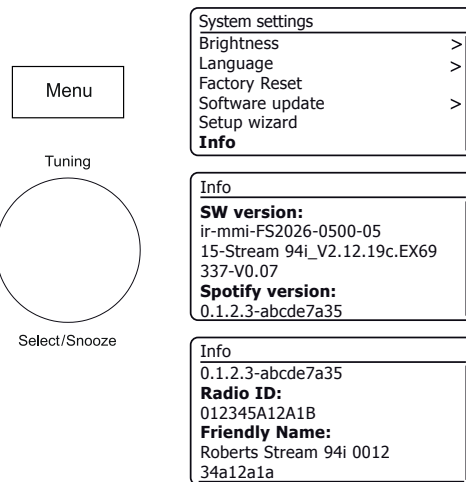 Menu
Tuning
Select/Snooze
System settings
Brightness >
Language >
Factory Reset
Software update >
Setup wizard
Info
Info
SW version:
ir-mmi-FS2026-0500-05
15-Stream 94i_V2.12.19c.EX69
337-V0.07
Spotify version:
0.1.2.3-abcde7a35
Info
0.1.2.3-abcde7a35
Radio ID:
012345A12A1B
Friendly Name:
Roberts Stream 94i 0012
34a12a1a